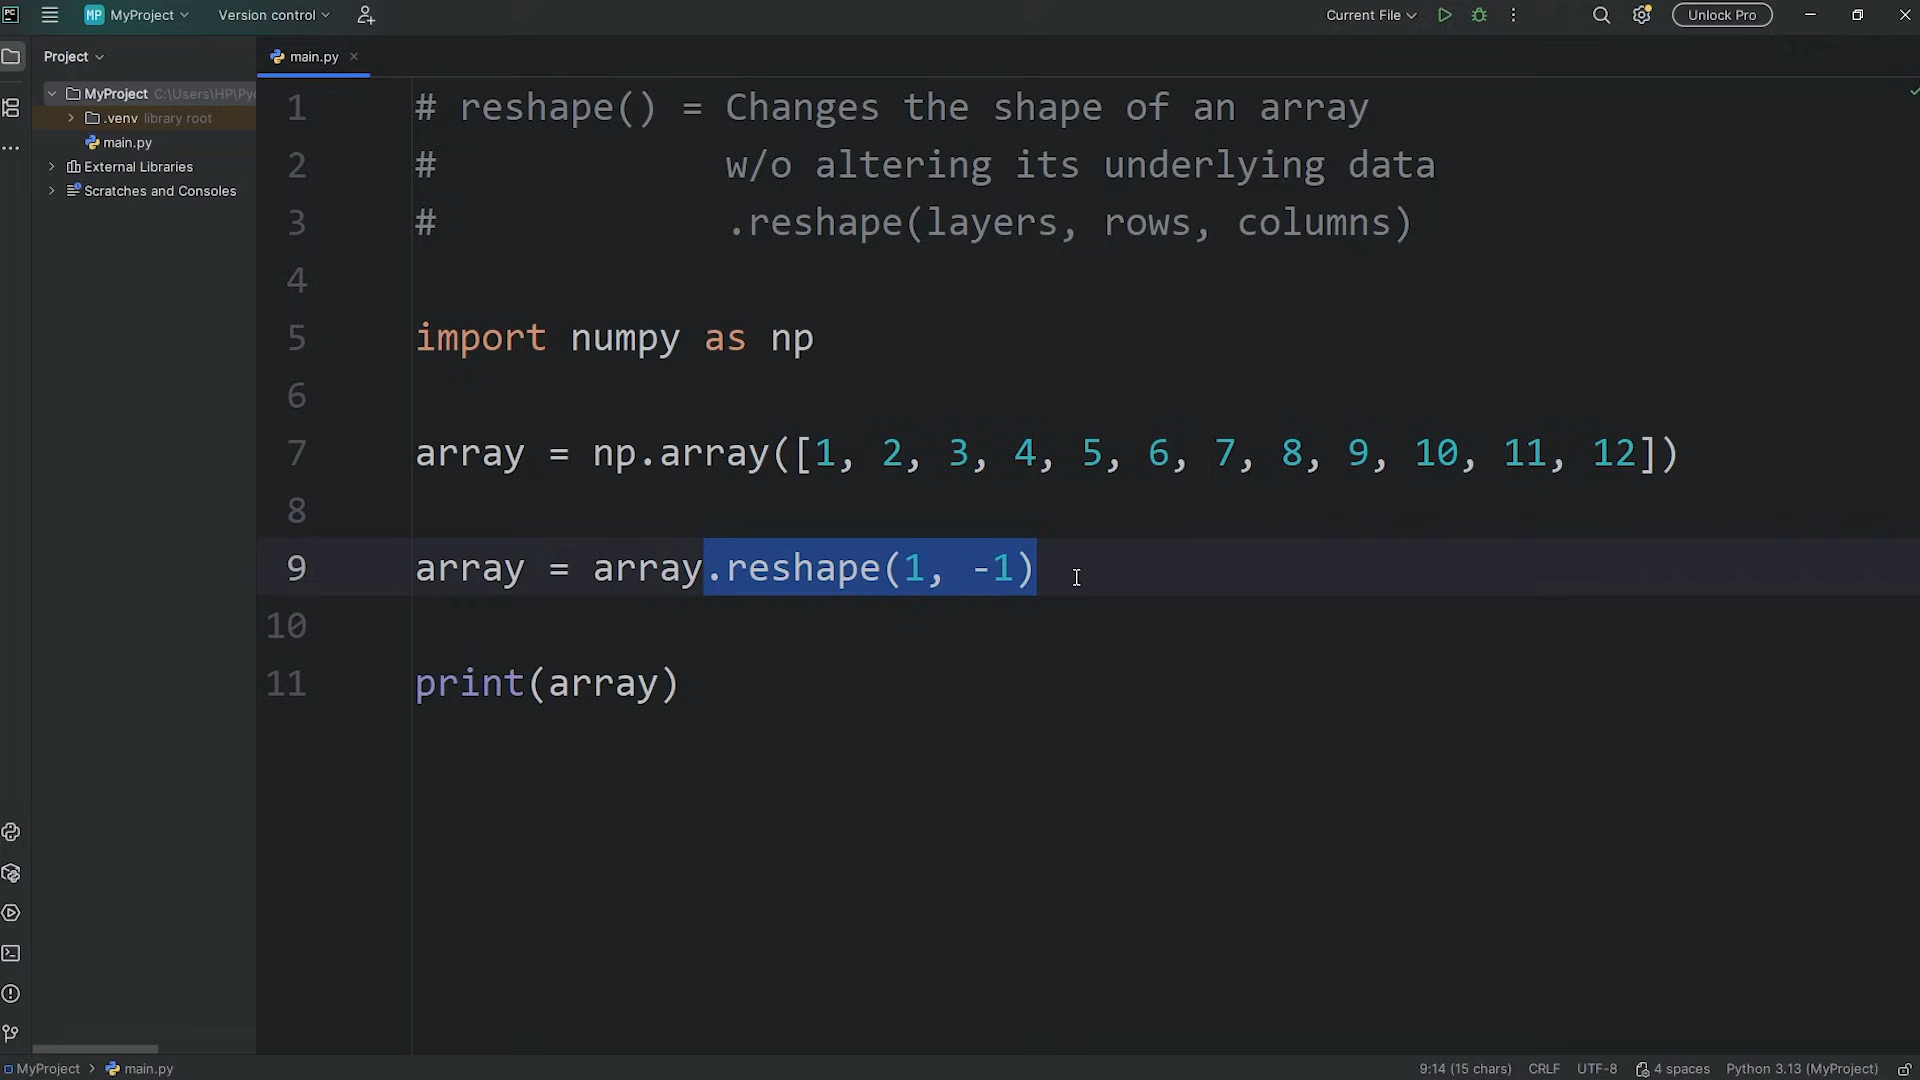 PC
MP MyProject
Version control
Current File
Unlock Pro
Project
main.py
MyProject C:\Users\HP\Py
.venv library root
main.py
External Libraries
Scratches and Consoles
1 # reshape() = Changes the shape of an array
2 # w/o altering its underlying data
3 # .reshape(layers, rows, columns)
4
5 import numpy as np
6
7 array = np.array([1, 2, 3, 4, 5, 6, 7, 8, 9, 10, 11, 12])
8
9 array = array.reshape(1, -1)
10
11 print(array)
MyProject > main.py
9:14 (15 chars) CRLF UTF-8 4 spaces Python 3.13 (MyProject)